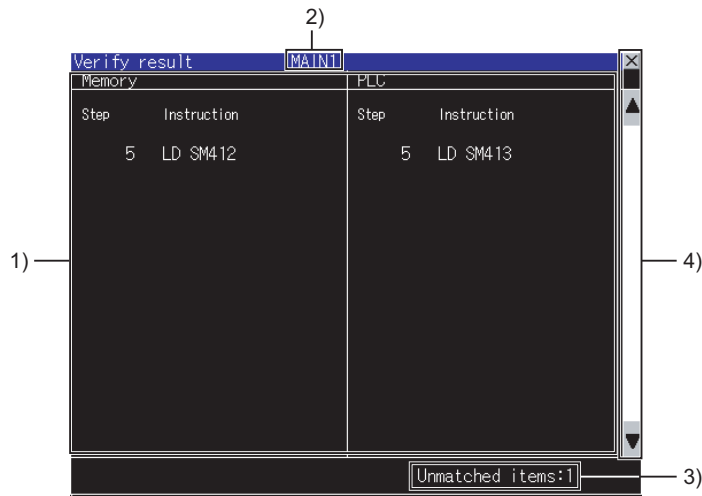 2)
Verify result MAIN1 ×
Memory PLC
Step Instruction Step Instruction
5 LD SM412 5 LD SM413
1)
4)
Unmatched items:1
3)